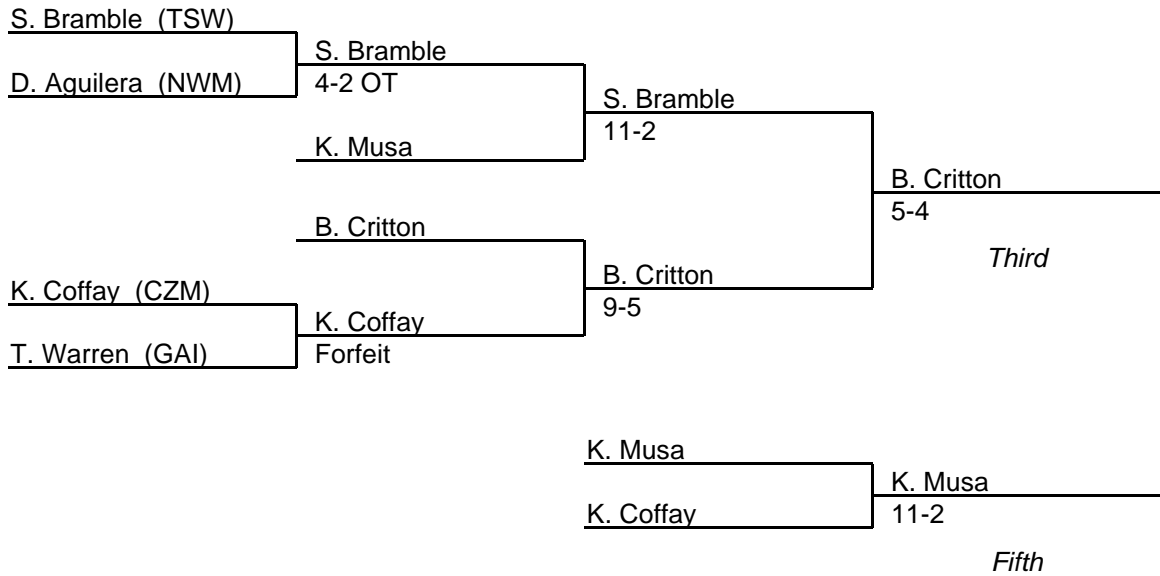 S. Bramble (TSW)
S. Bramble
D. Aguilera (NWM)
4-2 OT
S. Bramble
11-2
K. Musa
B. Critton
5-4
B. Critton
Third
K. Coffay (CZM)
B. Critton
9-5
K. Coffay
T. Warren (GAI)
Forfeit
K. Musa
K. Musa
K. Coffay
11-2
Fifth